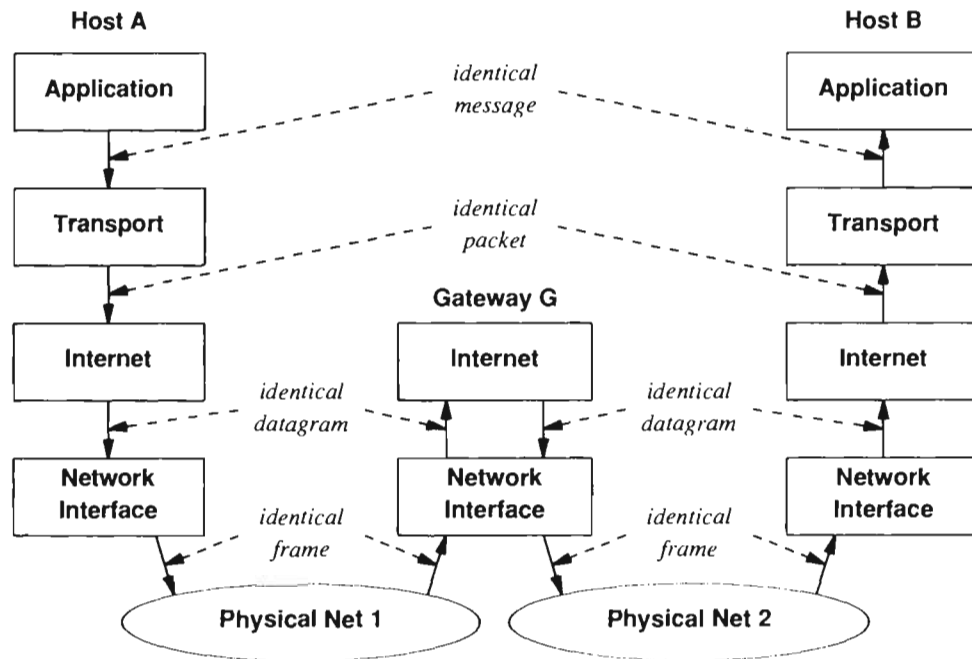 Host A
Host B
Application
identical
message
Application
Transport
identical
packet
Transport
Gateway G
Internet
Internet
Internet
identical
datagram
identical
datagram
Network
Interface
Network
Interface
Network
Interface
identical
frame
identical
frame
Physical Net 1
Physical Net 2